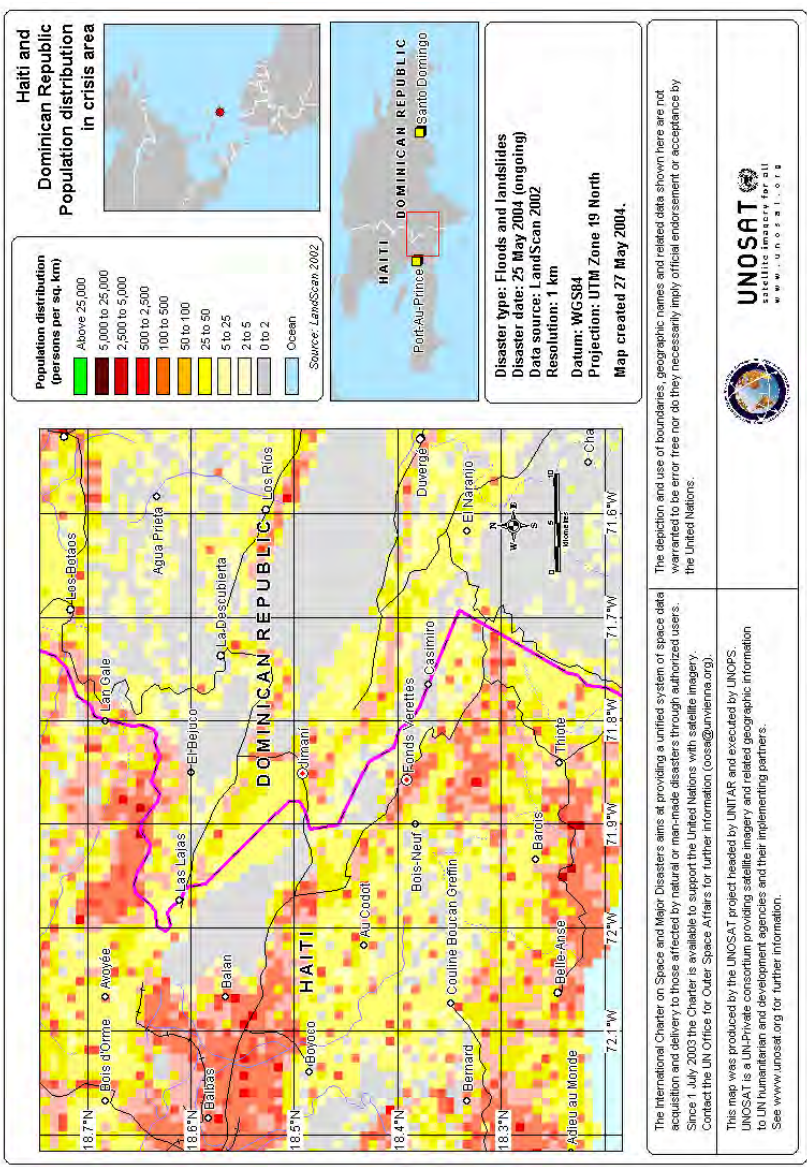 Haiti and
Dominican Republic
Population distribution
in crisis area
Population distribution
(persons per sq. km)
Above 25,000
5,000 to 25,000
2,500 to 5,000
500 to 2,500
100 to 500
50 to 100
25 to 50
5 to 25
2 to 5
0 to 2
Ocean
Source: LandScan 2002
HAITI
DOMINICAN REPUBLIC
Port-Au-Prince
Santo Domingo
Disaster type: Floods and landslides
Disaster date: 25 May 2004 (ongoing)
Data source: LandScan 2002
Resolution: 1 km
Datum: WGS84
Projection: UTM Zone 19 North
Map created 27 May 2004.
18.7°N
18.6°N
18.5°N
18.4°N
18.3°N
72.1°W
72°W
71.9°W
71.8°W
71.7°W
71.6°W
Bois d'Orme
Avoyée
Lan Gaie
Los-Botaos
Agua Prieta
Balbas
Balan
Las Lajas
El-Bejuco
La-Descubierta
Los Ríos
DOMINICAN REPUBLIC
HAITI
Boyoco
Jimaní
Au Codot
Fonds Verettes
Bois-Neuf
Casimiro
Duvergé
Bernard
Couline Boucan Greffin
El Naranjo
Barois
Thiote
Belle-Anse
Adieu au Monde
Cha
N
W
E
S
0 5 10
kilometres
The International Charter on Space and Major Disasters aims at providing a unified system of space data
acquisition and delivery to those affected by natural or man-made disasters through authorized users.
Since 1 July 2003 the Charter is available to support the United Nations with satellite imagery.
Contact the UN Office for Outer Space Affairs for further information (oosa@unvienna.org).
The depiction and use of boundaries, geographic names and related data shown here are not
warranted to be error free nor do they necessarily imply official endorsement or acceptance by
the United Nations.
This map was produced by the UNOSAT project headed by UNITAR and executed by UNOPS.
UNOSAT is a UN-Private consortium providing satellite imagery and related geographic information
to UN humanitarian and development agencies and their implementing partners.
See www.unosat.org for further information.
UNOSAT
satellite imagery for all
www.unosat.org